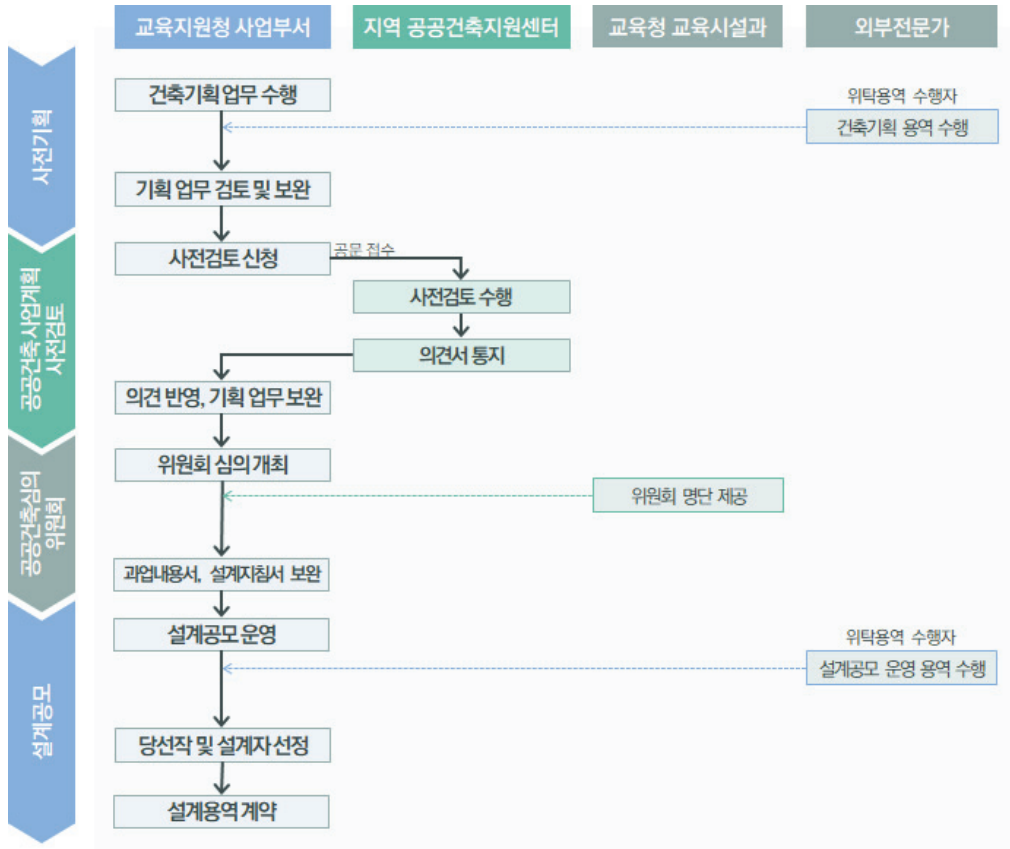 교육지원청 사업부서
지역 공공건축지원센터
교육청 교육시설과
외부전문가
사전기획
건축기획 업무 수행
위탁용역 수행자
건축기획 용역 수행
기획 업무 검토 및 보완
공공건축 사업계획
사전검토
사전검토 신청
공문 접수
사전검토 수행
의견서 통지
의견 반영, 기획 업무 보완
공공건축심의
위원회
위원회 심의 개최
위원회 명단 제공
과업내용서, 설계지침서 보완
설계공모
설계공모 운영
위탁용역 수행자
설계공모 운영 용역 수행
당선작 및 설계자 선정
설계용역 계약